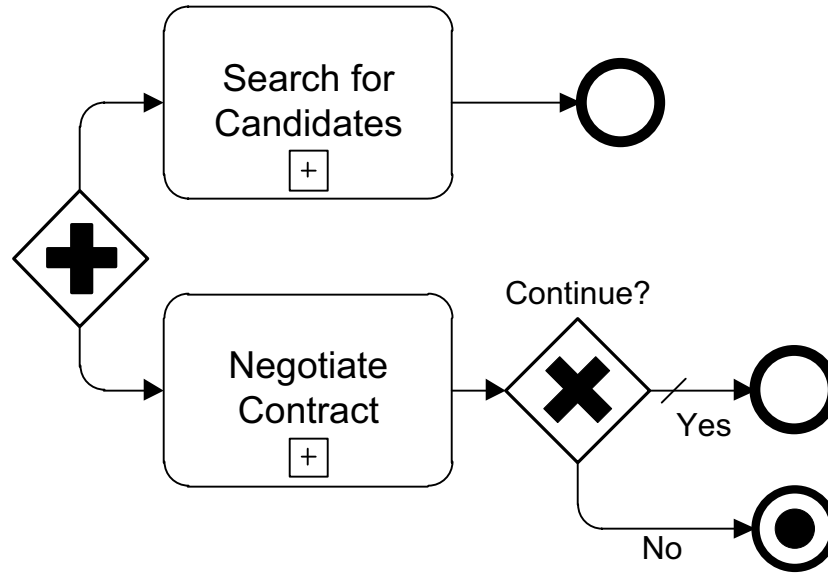 Search for
Candidates
Continue?
Negotiate
Contract
Yes
No